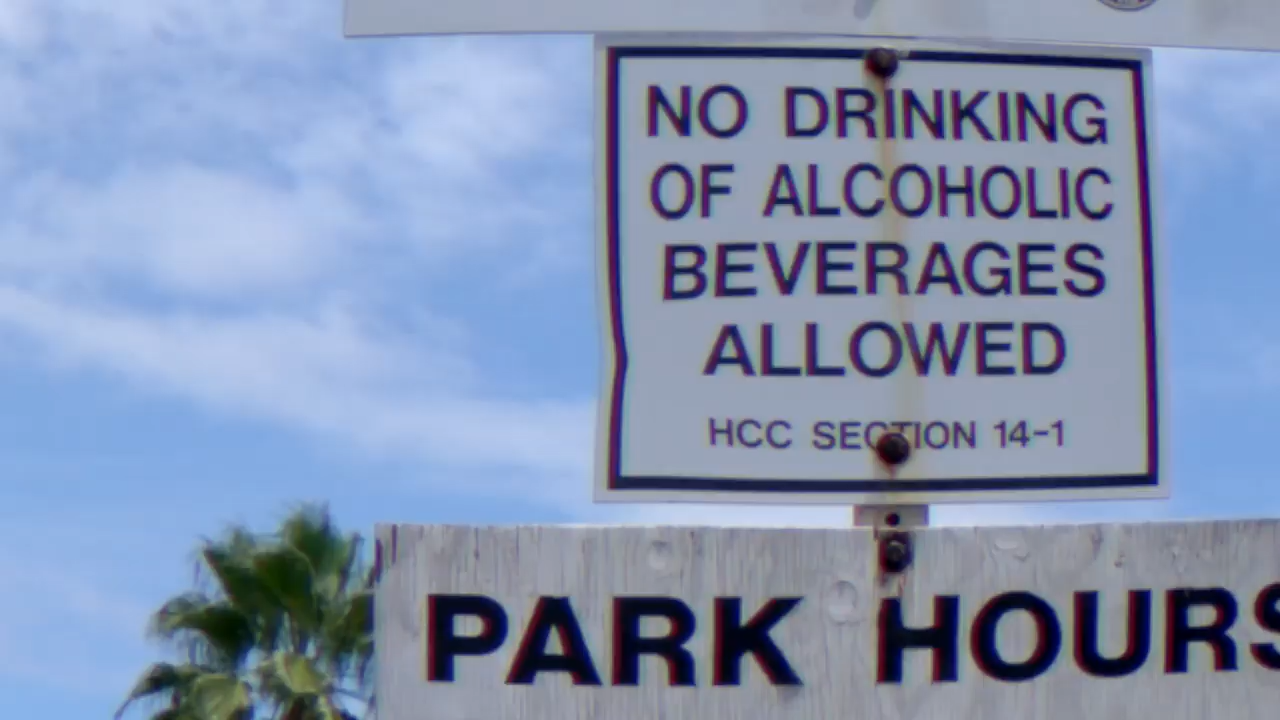 NO DRINKING
OF ALCOHOLIC
BEVERAGES
ALLOWED
HCC SECTION 14-1
PARK HOURS